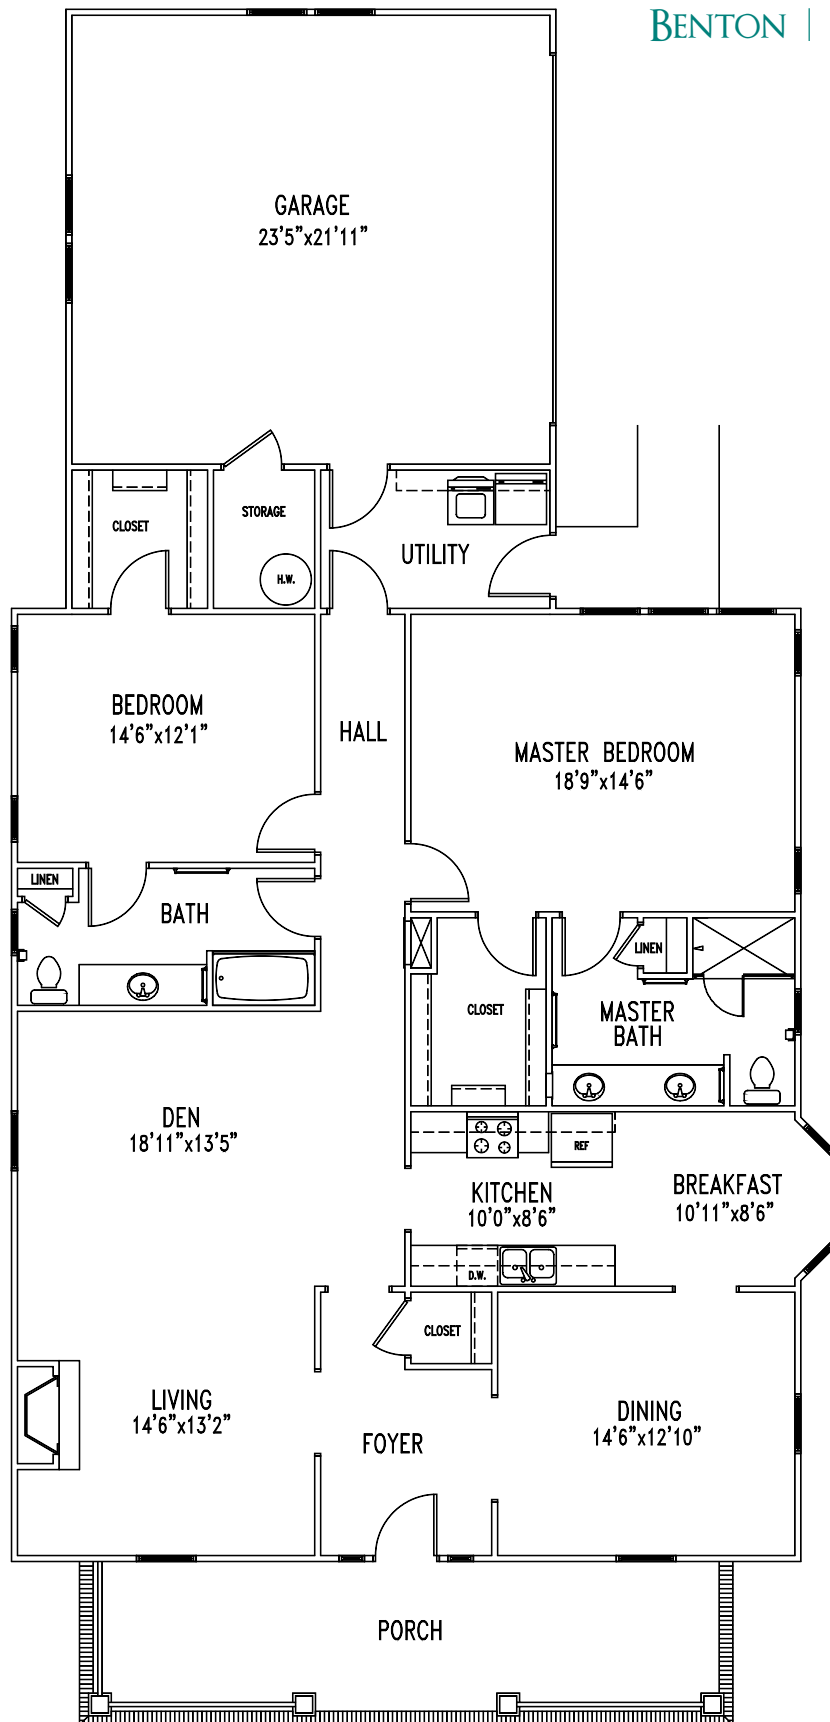 BENTON |
GARAGE
23'5"x21'11"
CLOSET
STORAGE
H.W.
UTILITY
BEDROOM
14'6"x12'1"
HALL
MASTER BEDROOM
18'9"x14'6"
LINEN
BATH
LINEN
CLOSET
MASTER
BATH
DEN
18'11"x13'5"
REF
KITCHEN
10'0"x8'6"
BREAKFAST
10'11"x8'6"
D.W.
CLOSET
LIVING
14'6"x13'2"
FOYER
DINING
14'6"x12'10"
PORCH